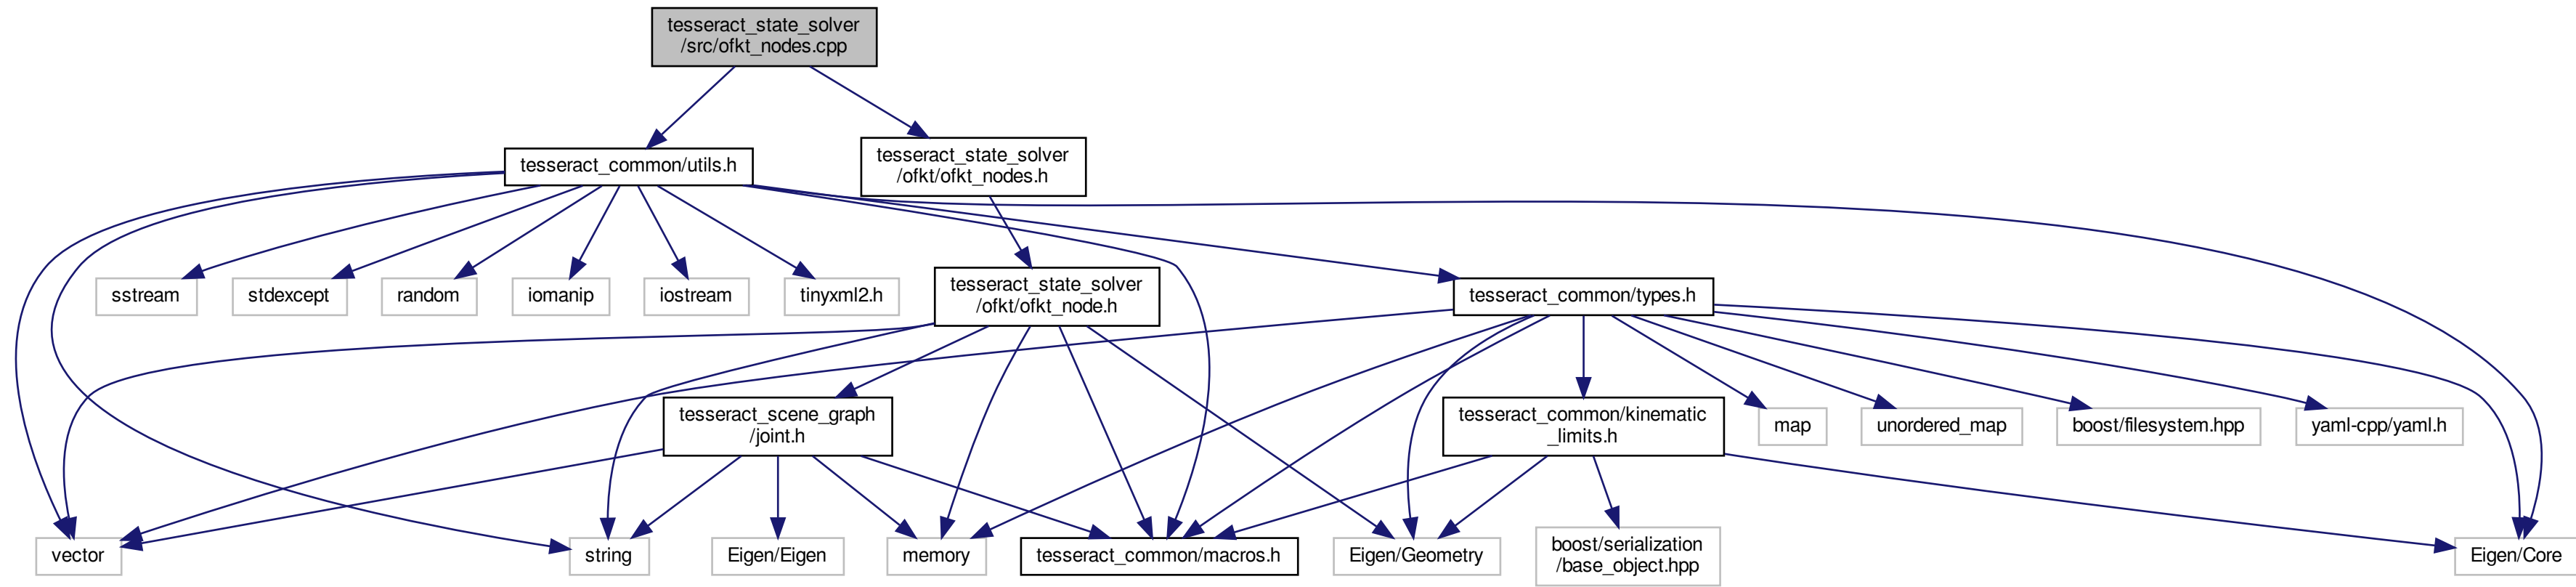 tesseract_state_solver
/src/ofkt_nodes.cpp
tesseract_common/utils.h
tesseract_state_solver
/ofkt/ofkt_nodes.h
sstream
stdexcept
random
iomanip
iostream
tinyxml2.h
tesseract_state_solver
/ofkt/ofkt_node.h
tesseract_common/types.h
tesseract_scene_graph
/joint.h
tesseract_common/kinematic
_limits.h
map
unordered_map
boost/filesystem.hpp
yaml-cpp/yaml.h
vector
string
Eigen/Eigen
memory
tesseract_common/macros.h
Eigen/Geometry
boost/serialization
/base_object.hpp
Eigen/Core